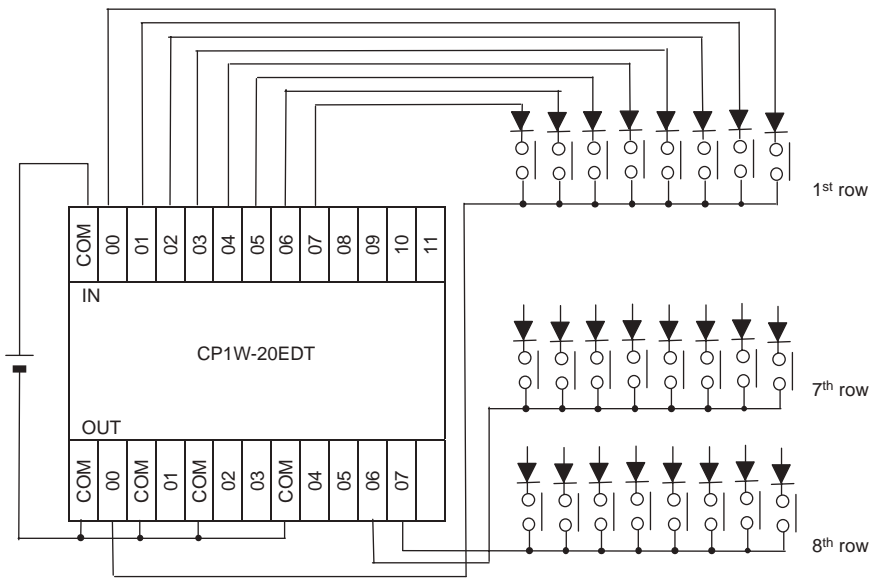 1st row
COM 00 01 02 03 04 05 06 07 08 09 10 11
IN
CP1W-20EDT
7th row
OUT
COM 00 COM 01 COM 02 03 COM 04 05 06 07
8th row